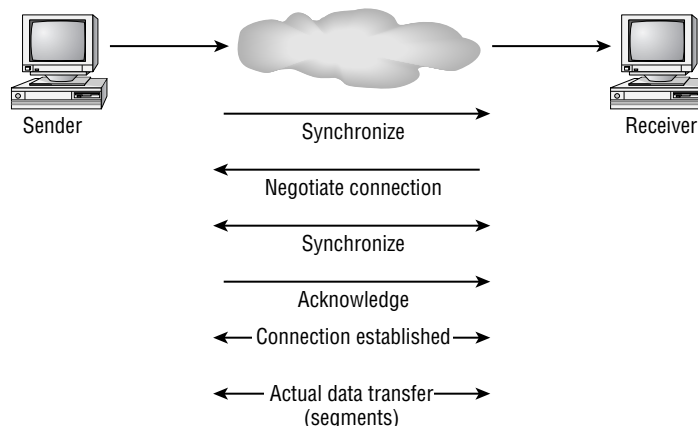 Sender
Receiver
Synchronize
Negotiate connection
Synchronize
Acknowledge
Connection established
Actual data transfer
(segments)